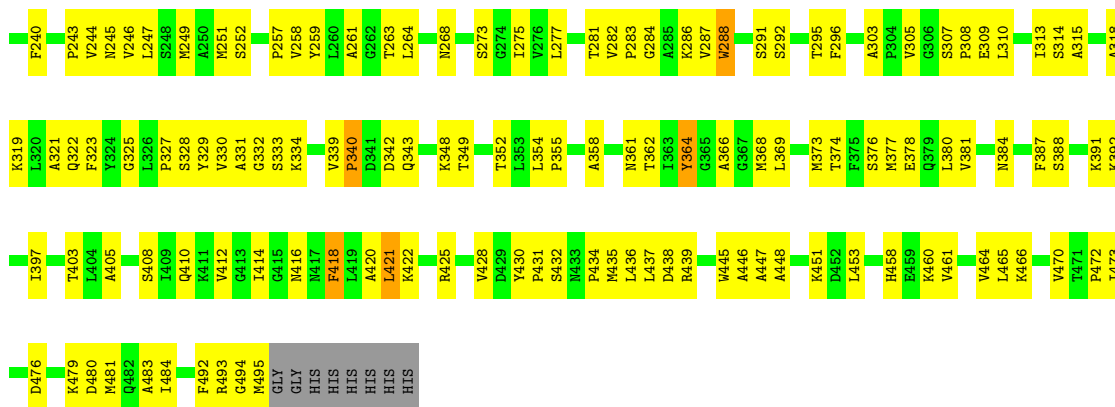 F240 P243 V244 N245 V246 L247 S248 M249 A250 M251 S252 P257 V258 Y259 L260 A261 G262 T263 L264 N268 S273 G274 I275 V276 L277 T281 V282 P283 G284 A285 K286 V287 W288 S291 S292 T295 F296 A303 P304 V305 G306 S307 P308 E309 L310 I313 S314 A315 A318
K319 L320 A321 Q322 F323 Y324 G325 L326 P327 S328 Y329 V330 A331 G332 S333 K334 V339 P340 D341 D342 Q343 K348 T349 T352 L353 L354 P355 A358 N361 T362 I363 Y364 G365 A366 G367 M368 L369 M373 T374 F375 S376 M377 E378 Q379 L380 V381 N384 F387 S388 K391
I397 T403 L404 A405 S408 I409 Q410 K411 V412 G413 I414 G415 N416 N417 F418 L419 A420 L421 K422 R425 V428 D429 Y430 P431 S432 N433 P434 M435 L436 L437 D438 R439 W445 A446 A447 A448 K451 D452 L453 H458 E459 K460 V461 V464 L465 K466 V470 T471 P472
D476 K479 D480 M481 Q482 A483 I484 F492 R493 G494 M495 GLY GLY HIS HIS HIS HIS HIS HIS